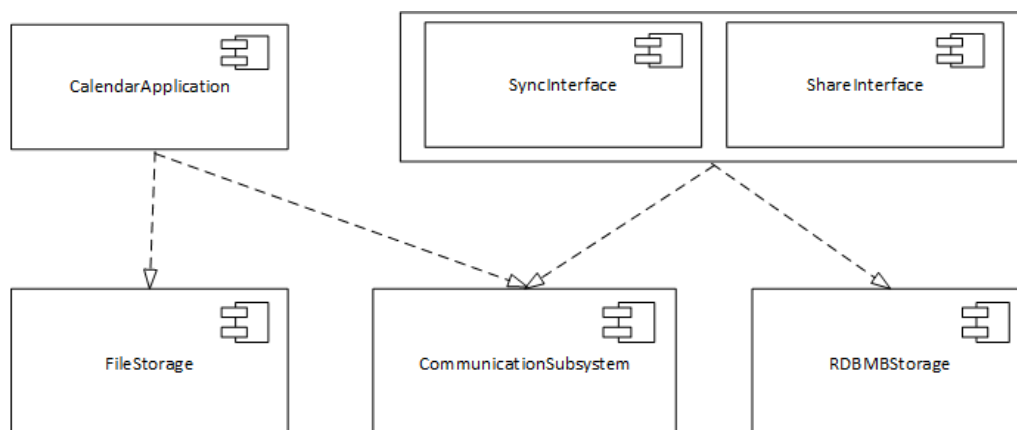 CalendarApplication
SyncInterface
ShareInterface
FileStorage
CommunicationSubsystem
RDBMBStorage